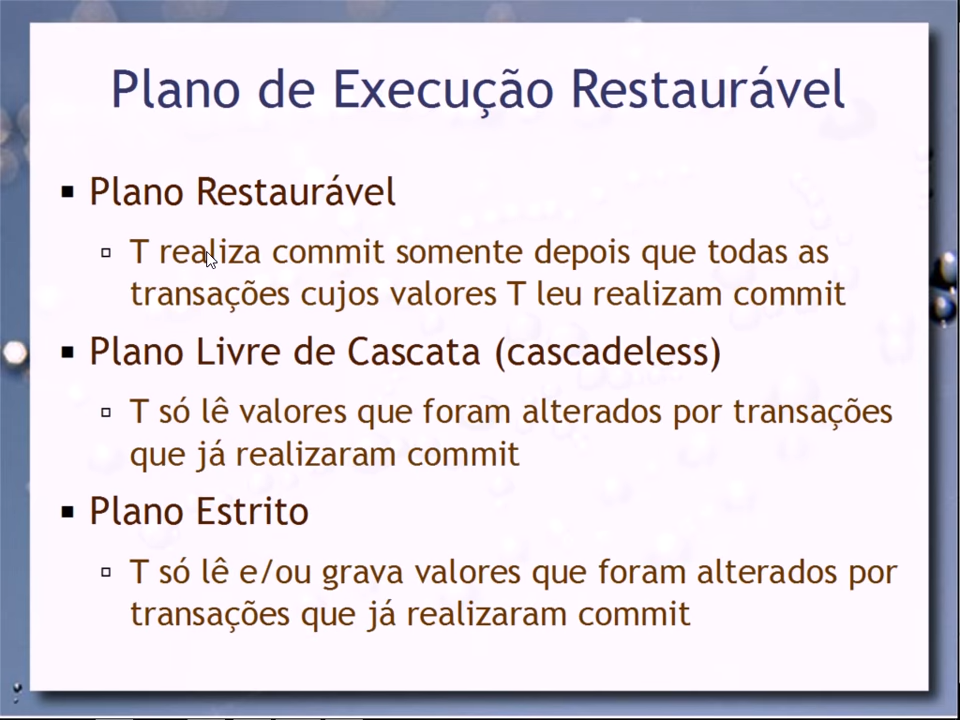 Plano de Execução Restaurável
Plano Restaurável
T realiza commit somente depois que todas as
transações cujos valores T leu realizam commit
Plano Livre de Cascata (cascadeless)
T só lê valores que foram alterados por transações
que já realizaram commit
Plano Estrito
T só lê e/ou grava valores que foram alterados por
transações que já realizaram commit